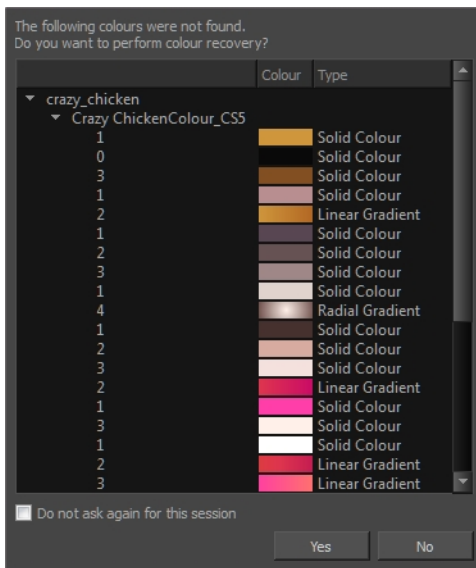 The following colours were not found.
Do you want to perform colour recovery?
Colour Type
crazy_chicken
Crazy ChickenColour_CS5
1 Solid Colour
0 Solid Colour
3 Solid Colour
1 Solid Colour
2 Linear Gradient
1 Solid Colour
2 Solid Colour
3 Solid Colour
1 Solid Colour
4 Radial Gradient
1 Solid Colour
2 Solid Colour
3 Solid Colour
2 Linear Gradient
1 Solid Colour
3 Solid Colour
1 Solid Colour
2 Linear Gradient
3 Linear Gradient
Do not ask again for this session
Yes No